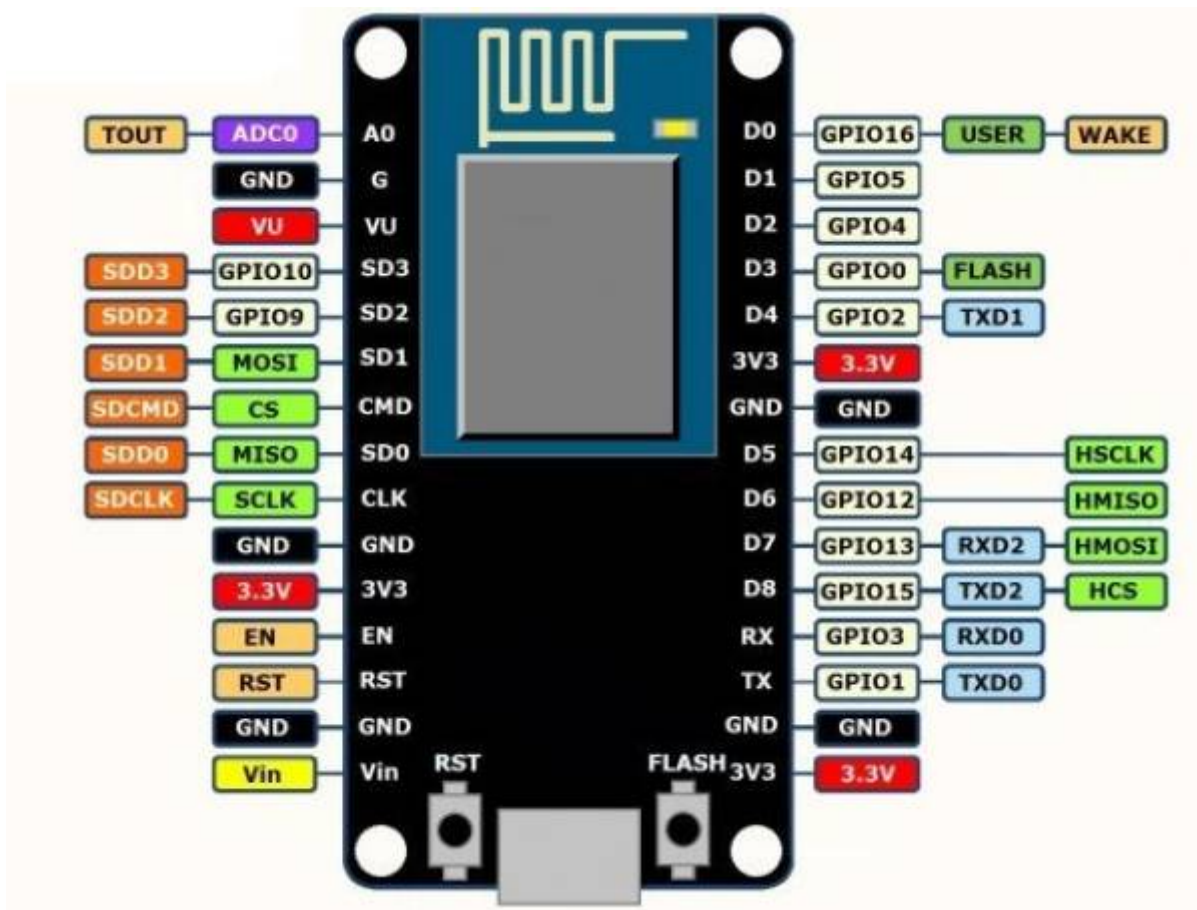 TOUT ADC0 A0 D0 GPIO16 USER WAKE
GND G D1 GPIO5
VU VU D2 GPIO4
SDD3 GPIO10 SD3 D3 GPIO0 FLASH
SDD2 GPIO9 SD2 D4 GPIO2 TXD1
SDD1 MOSI SD1 3V3 3.3V
SDCMD CS CMD GND GND
SDD0 MISO SD0 D5 GPIO14 HSCLK
SDCLK SCLK CLK D6 GPIO12 HMISO
GND GND D7 GPIO13 RXD2 HMOSI
3.3V 3V3 D8 GPIO15 TXD2 HCS
EN EN RX GPIO3 RXD0
RST RST TX GPIO1 TXD0
GND GND GND GND
Vin Vin RST FLASH 3V3 3.3V